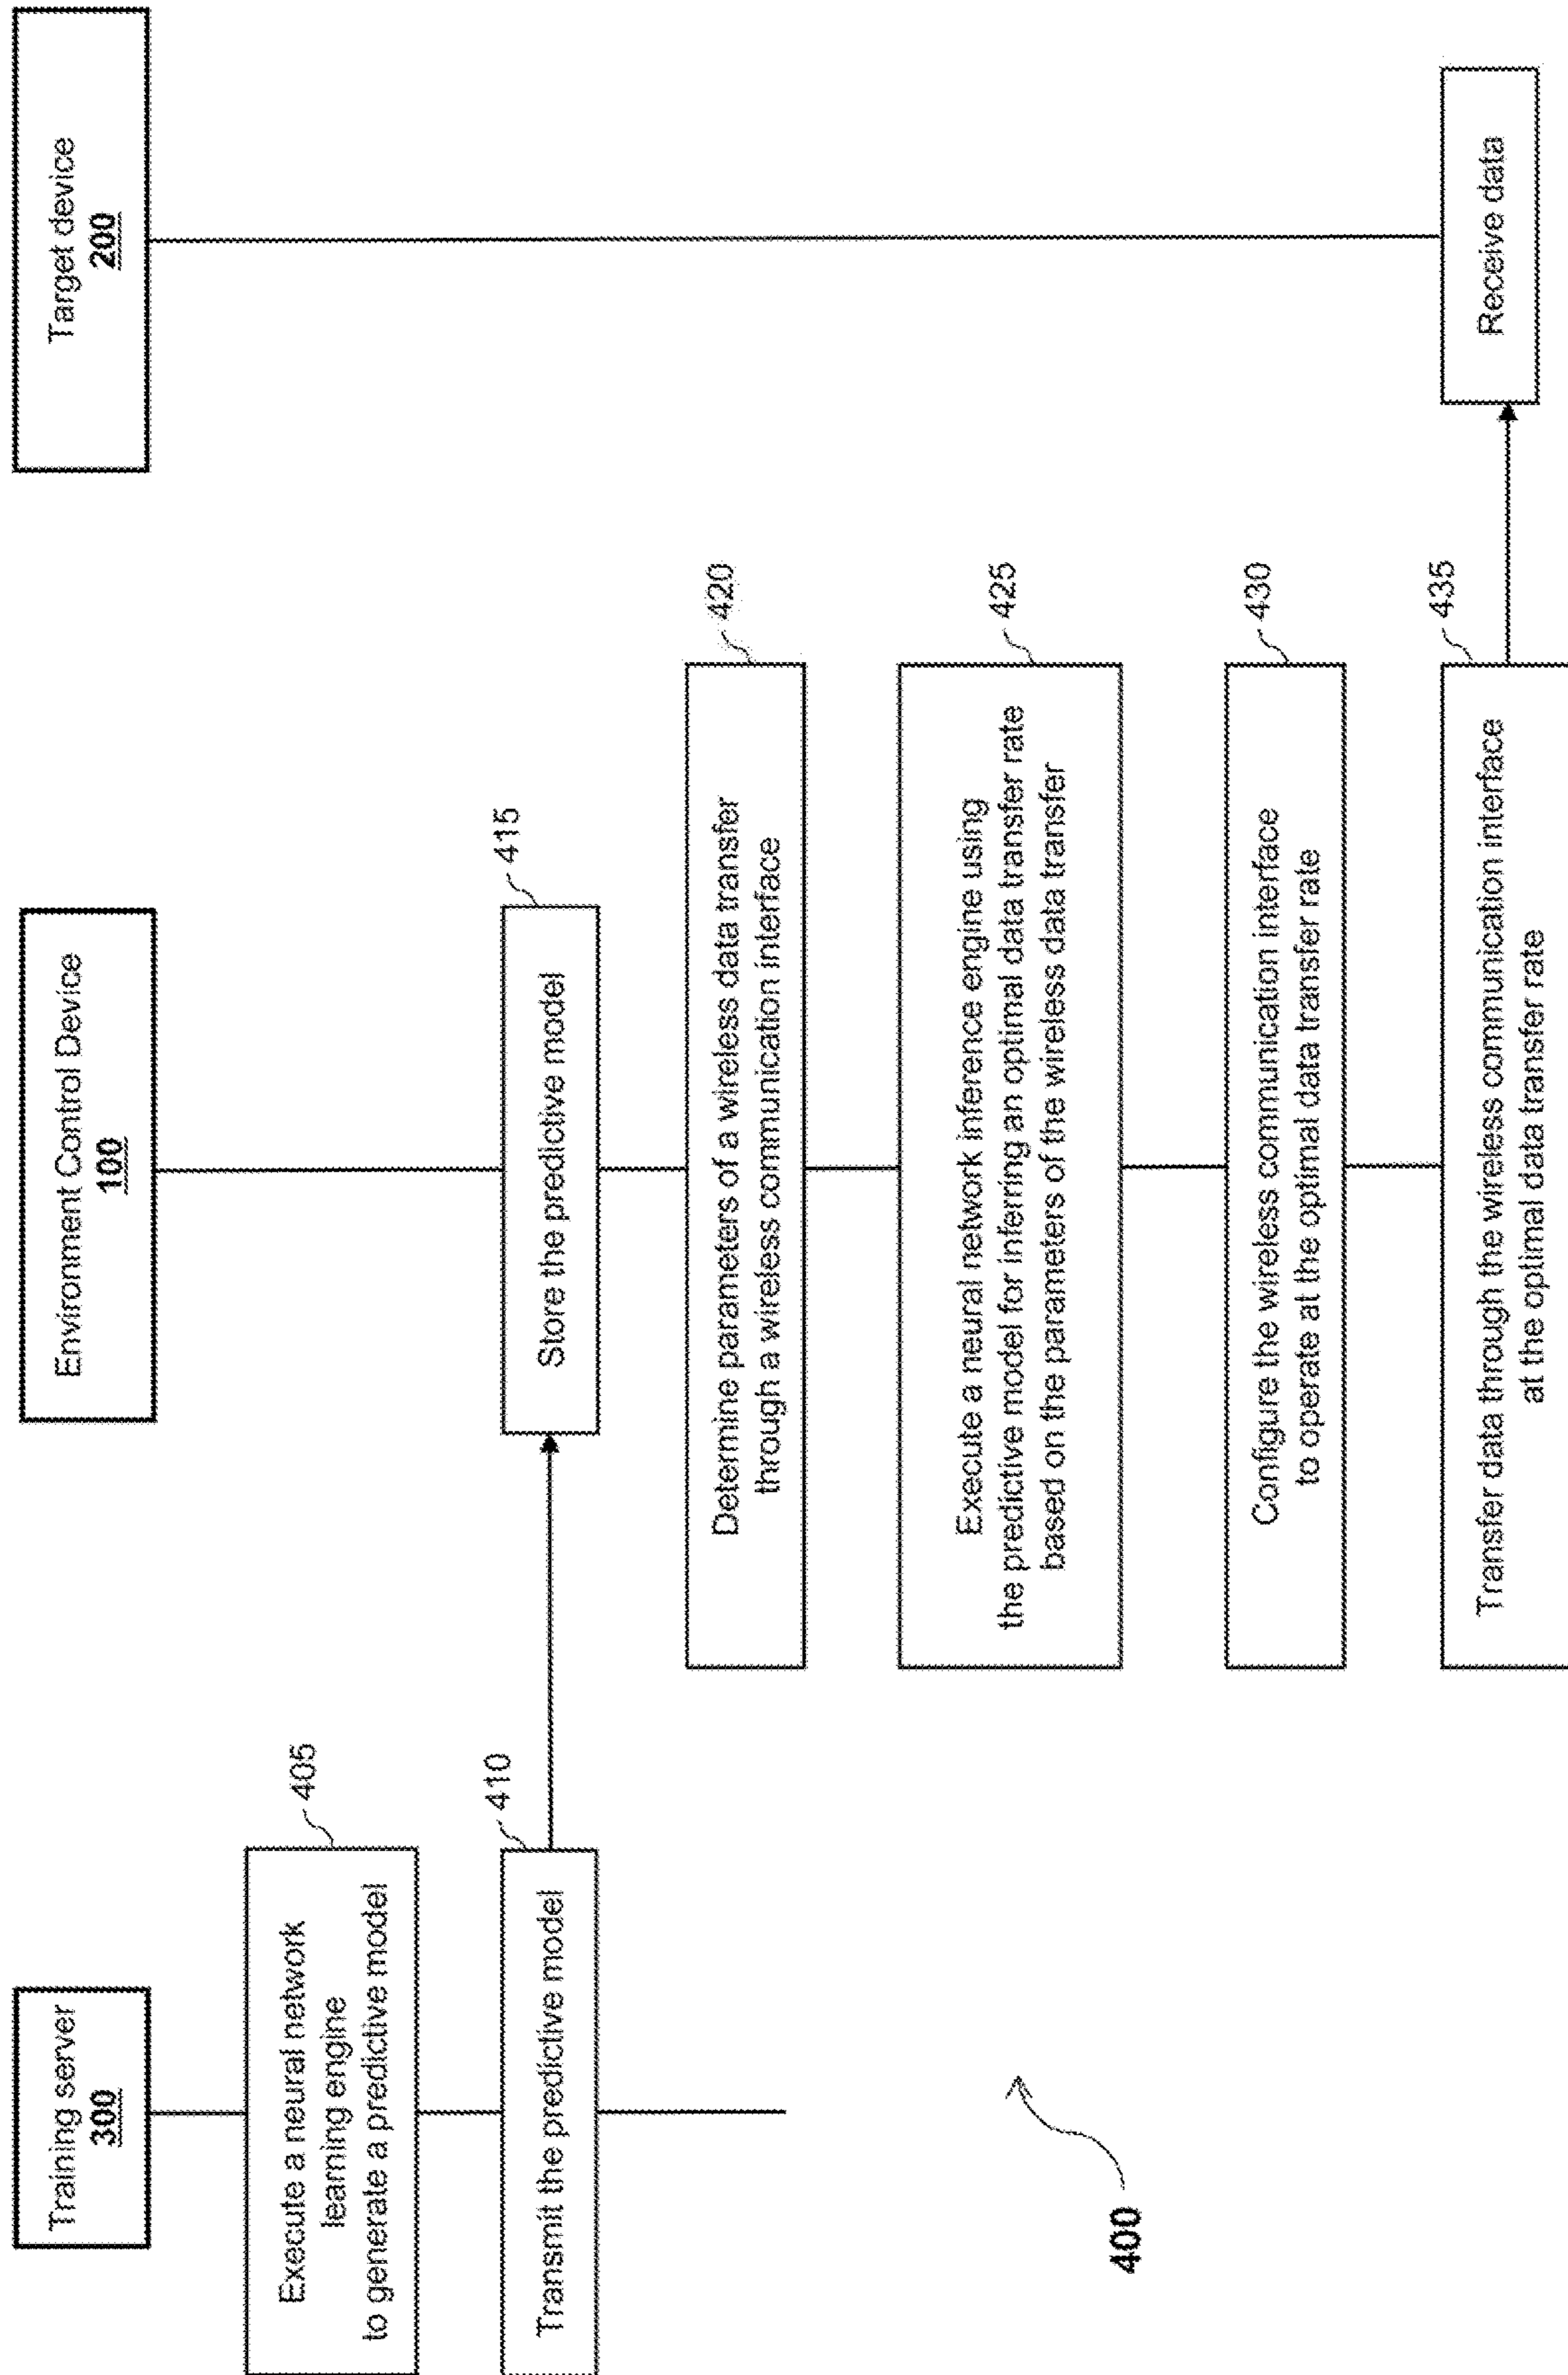 Training server
300
Environment Control Device
100
Target device
200
Execute a neural network
learning engine
to generate a predictive model
405
Transmit the predictive model
410
Store the predictive model
415
Determine parameters of a wireless data transfer
through a wireless communication interface
420
Execute a neural network inference engine using
the predictive model for inferring an optimal data transfer rate
based on the parameters of the wireless data transfer
425
Configure the wireless communication interface
to operate at the optimal data transfer rate
430
Transfer data through the wireless communication interface
at the optimal data transfer rate
435
Receive data
400